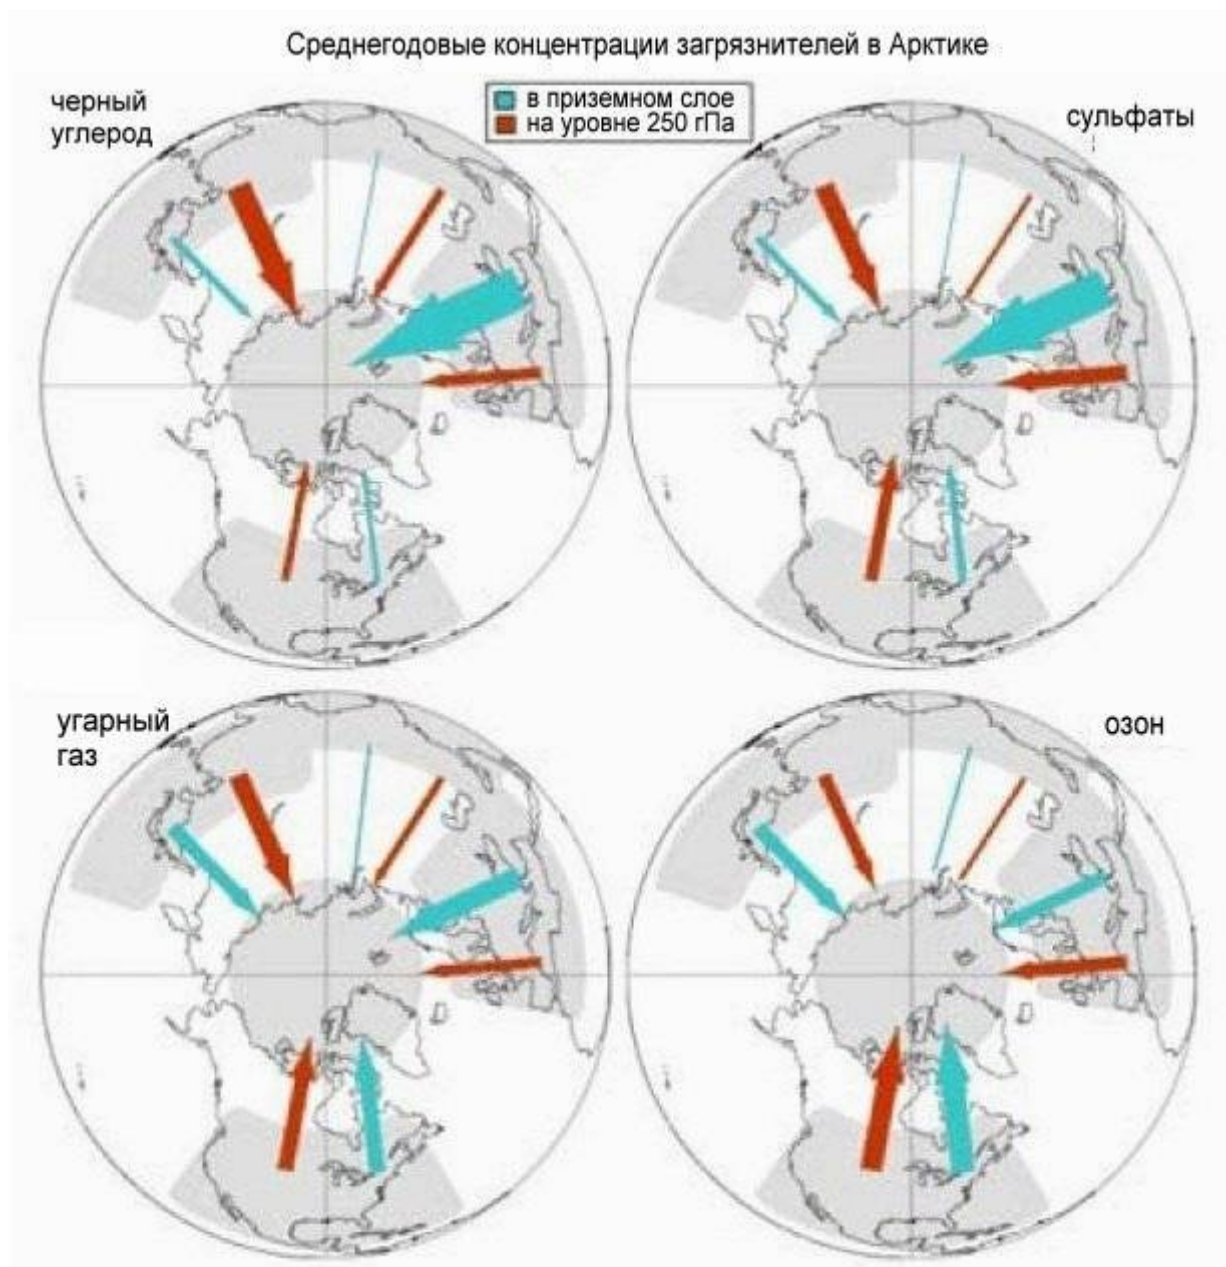 Среднегодовые концентрации загрязнителей в Арктике
черный
углерод
в приземном слое
на уровне 250 гПа
сульфаты
угарный
газ
озон